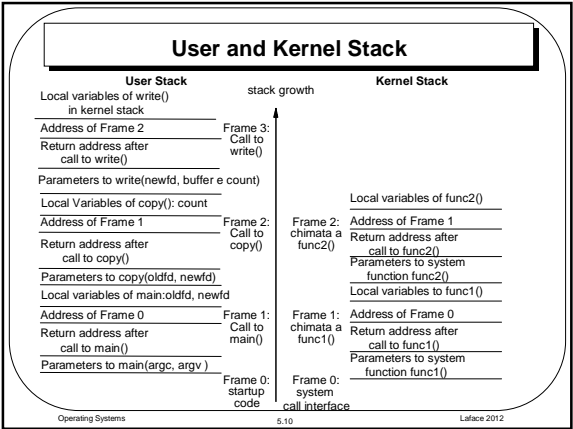 User and Kernel Stack
User Stack
Local variables of write()
in kernel stack
Address of Frame 2
Return address after
call to write()
Parameters to write(newfd, buffer e count)
Local Variables of copy(): count
Address of Frame 1
Return address after
call to copy()
Parameters to copy(oldfd, newfd)
Local variables of main:oldfd, newfd
Address of Frame 0
Return address after
call to main()
Parameters to main(argc, argv )
stack growth
Frame 3:
Call to
write()
Frame 2:
Call to
copy()
Frame 1:
Call to
main()
Frame 0:
startup
code
Kernel Stack
Frame 2:
chimata a
func2()
Frame 1:
chimata a
func1()
Frame 0:
system
call interface
Local variables of func2()
Address of Frame 1
Return address after
call to func2()
Parameters to system
function func2()
Local variables to func1()
Address of Frame 0
Return address after
call to func1()
Parameters to system
function func1()
Operating Systems
5.10
Laface 2012